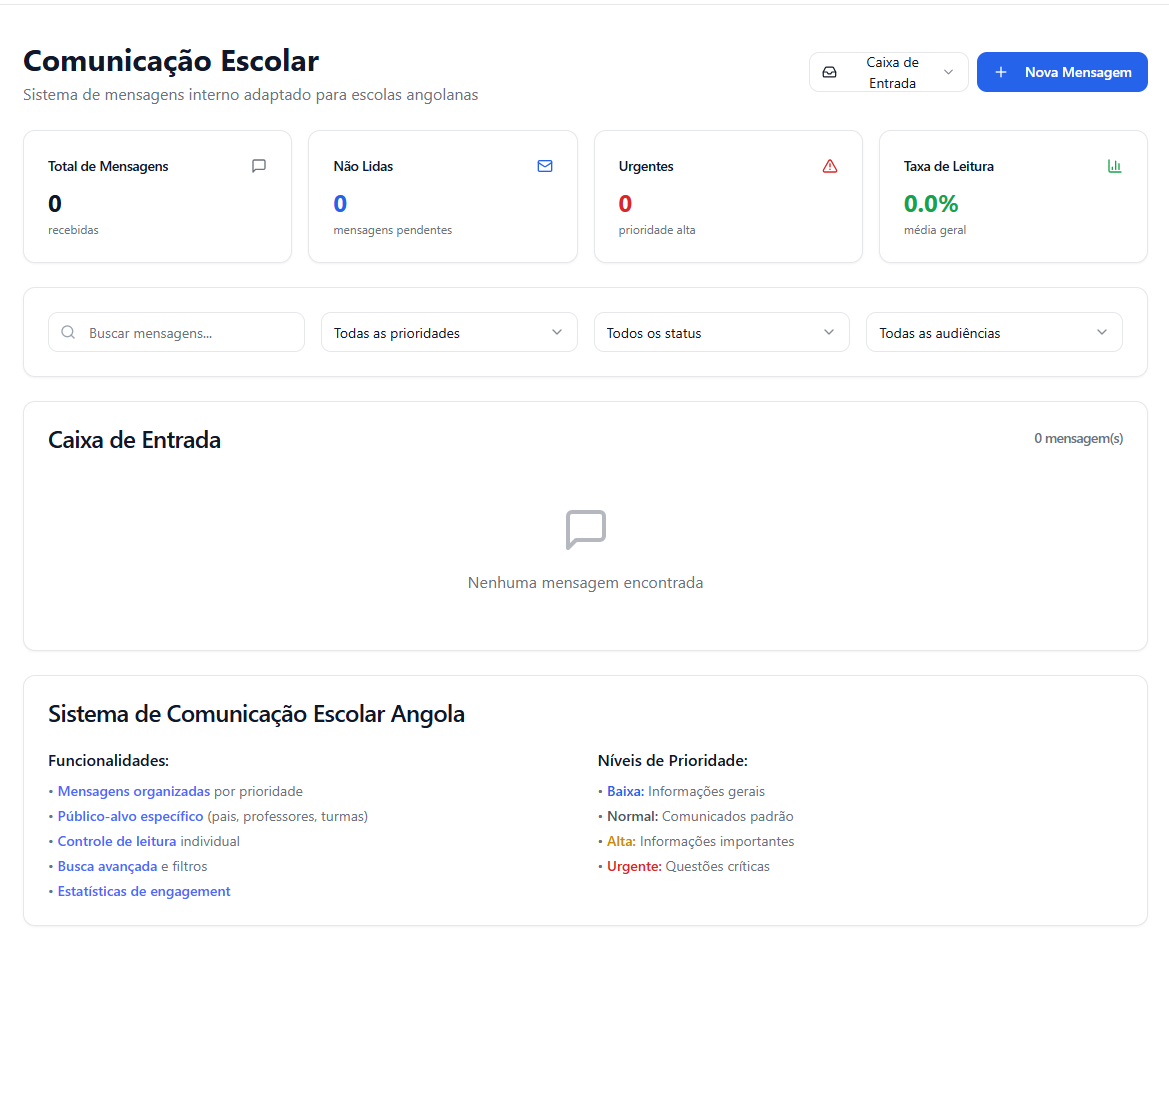 Comunicação Escolar
Sistema de mensagens interno adaptado para escolas angolanas
Caixa de
Entrada
Nova Mensagem
Total de Mensagens
0
recebidas
Não Lidas
0
mensagens pendentes
Urgentes
0
prioridade alta
Taxa de Leitura
0.0%
média geral
Buscar mensagens...
Todas as prioridades
Todos os status
Todas as audiências
Caixa de Entrada
0 mensagem(s)
Nenhuma mensagem encontrada
Sistema de Comunicação Escolar Angola
Funcionalidades:
• Mensagens organizadas por prioridade
• Público-alvo específico (pais, professores, turmas)
• Controle de leitura individual
• Busca avançada e filtros
• Estatísticas de engagement
Níveis de Prioridade:
• Baixa: Informações gerais
• Normal: Comunicados padrão
• Alta: Informações importantes
• Urgente: Questões críticas